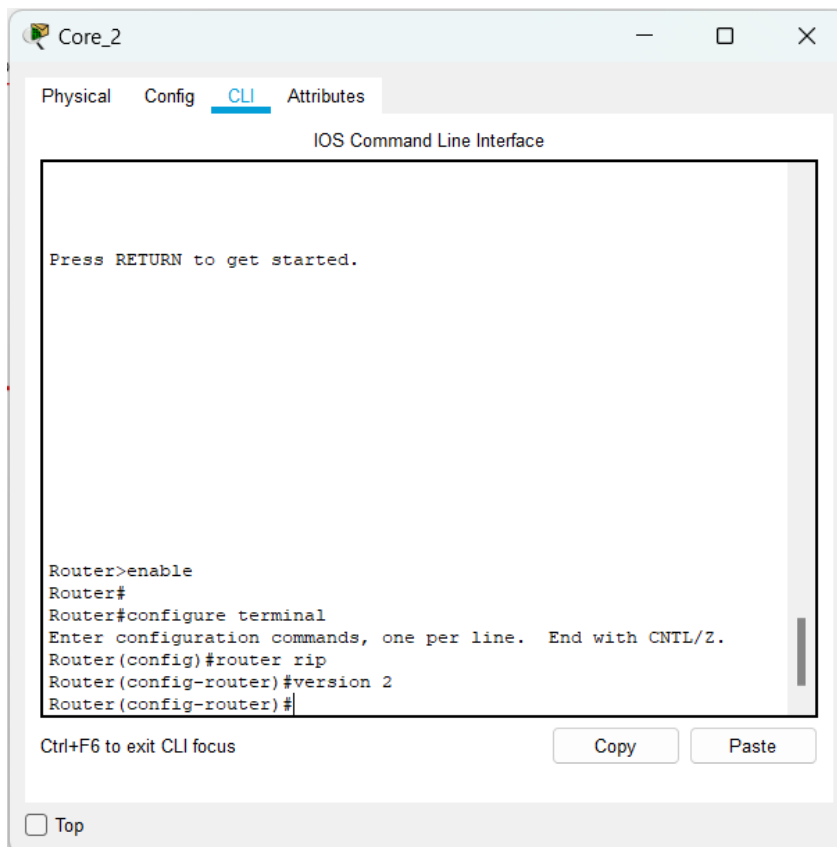 Core_2
Physical Config CLI Attributes
IOS Command Line Interface
Press RETURN to get started.
Router>enable
Router#
Router#configure terminal
Enter configuration commands, one per line.  End with CNTL/Z.
Router(config)#router rip
Router(config-router)#version 2
Router(config-router)#
Ctrl+F6 to exit CLI focus
Copy Paste
Top